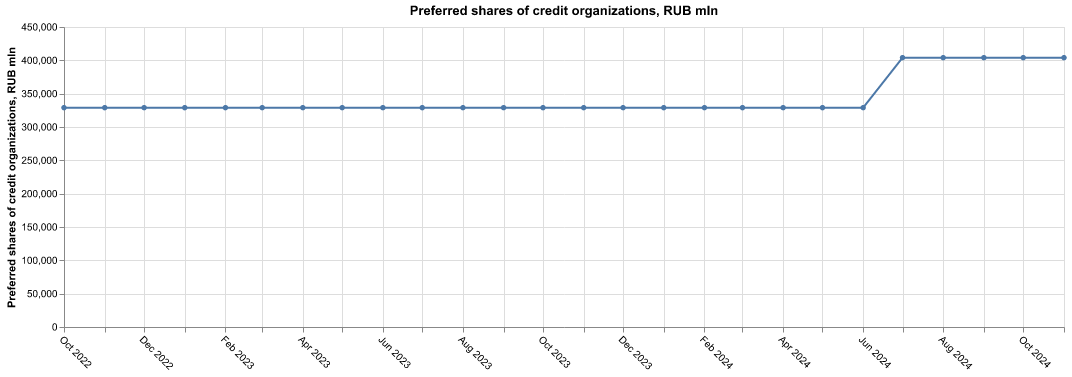 Preferred shares of credit organizations, RUB mln
Preferred shares of credit organizations, RUB mln
450,000
400,000
350,000
300,000
250,000
200,000
150,000
100,000
50,000
0
Oct 2022
Dec 2022
Feb 2023
Apr 2023
Jun 2023
Aug 2023
Oct 2023
Dec 2023
Feb 2024
Apr 2024
Jun 2024
Aug 2024
Oct 2024